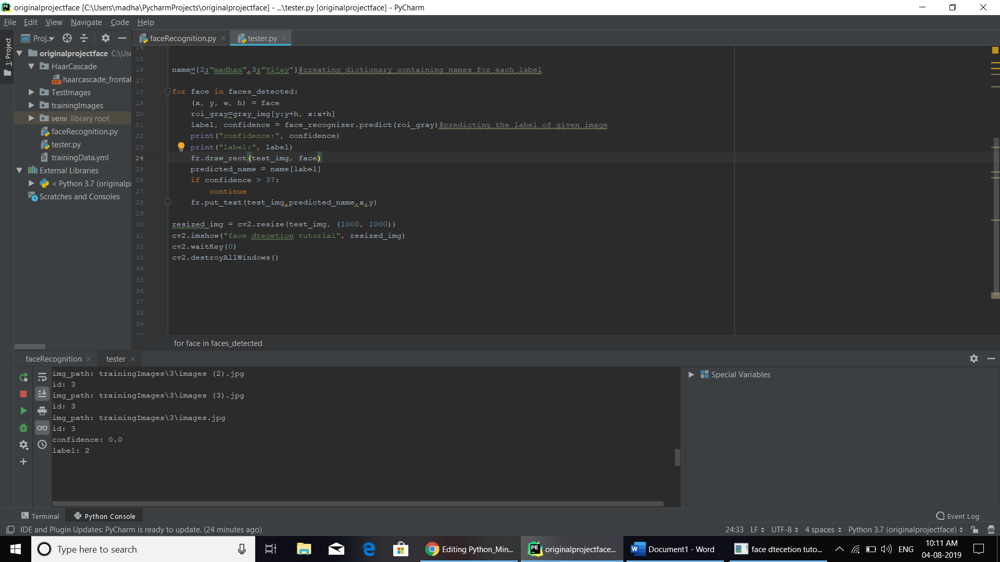 originalprojectface [C:\Users\madha\PycharmProjects\originalprojectface] - ...\tester.py [originalprojectface] - PyCharm
File Edit View Navigate Code Help
Proj.. faceRecognition.py tester.py
1: Project
originalprojectface C:\Use
HaarCascade
haarcascade_frontal
TestImages
trainingImages
venv library root
faceRecognition.py
tester.py
trainingData.yml
External Libraries
< Python 3.7 (originalp
Scratches and Consoles
14
15
16 name={2:"madhan",3:"Vijay"}#creating dictionary containing names for each label
17
18 for face in faces_detected:
19 (x, y, w, h) = face
20 roi_gray=gray_img[y:y+h, x:x+h]
21 label, confidence = face_recognizer.predict(roi_gray)#predicting the label of given image
22 print("confidence:", confidence)
23 print("label:", label)
24 fr.draw_rect(test_img, face)
25 predicted_name = name[label]
26 if confidence > 37:
27 continue
28 fr.put_text(test_img,predicted_name,x,y)
29
30 resized_img = cv2.resize(test_img, (1000, 1000))
31 cv2.imshow("face dtecetion tutorial", resized_img)
32 cv2.waitKey(0)
33 cv2.destroyAllWindows()
34
35
36
37
38
39
40
for face in faces_detected
faceRecognition tester
img_path: trainingImages\3\images (2).jpg
id: 3
img_path: trainingImages\3\images (3).jpg
id: 3
img_path: trainingImages\3\images.jpg
id: 3
confidence: 0.0
label: 2
Special Variables
Terminal Python Console Event Log
IDE and Plugin Updates: PyCharm is ready to update. (24 minutes ago) 24:33 LF UTF-8 4 spaces Python 3.7 (originalprojectface)
Type here to search Editing Python_Min... originalprojectface... Document1 - Word face dtecetion tuto... ENG 10:11 AM
04-08-2019